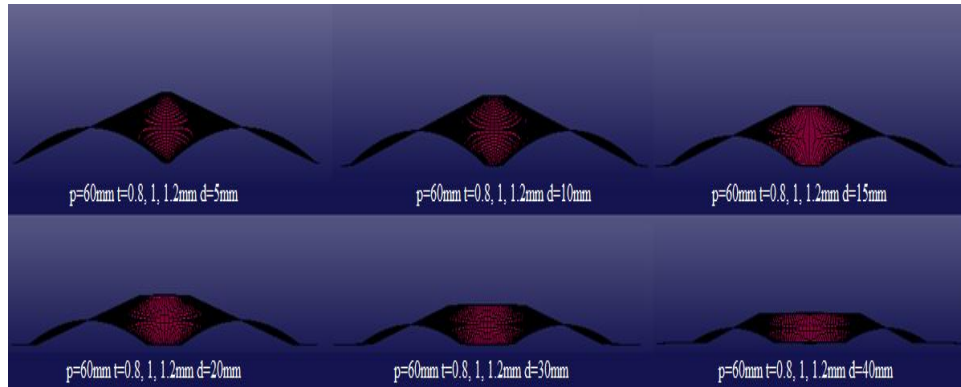 p=60mm t=0.8, 1, 1.2mm d=5mm
p=60mm t=0.8, 1, 1.2mm d=10mm
p=60mm t=0.8, 1, 1.2mm d=15mm
p=60mm t=0.8, 1, 1.2mm d=20mm
p=60mm t=0.8, 1, 1.2mm d=30mm
p=60mm t=0.8, 1, 1.2mm d=40mm